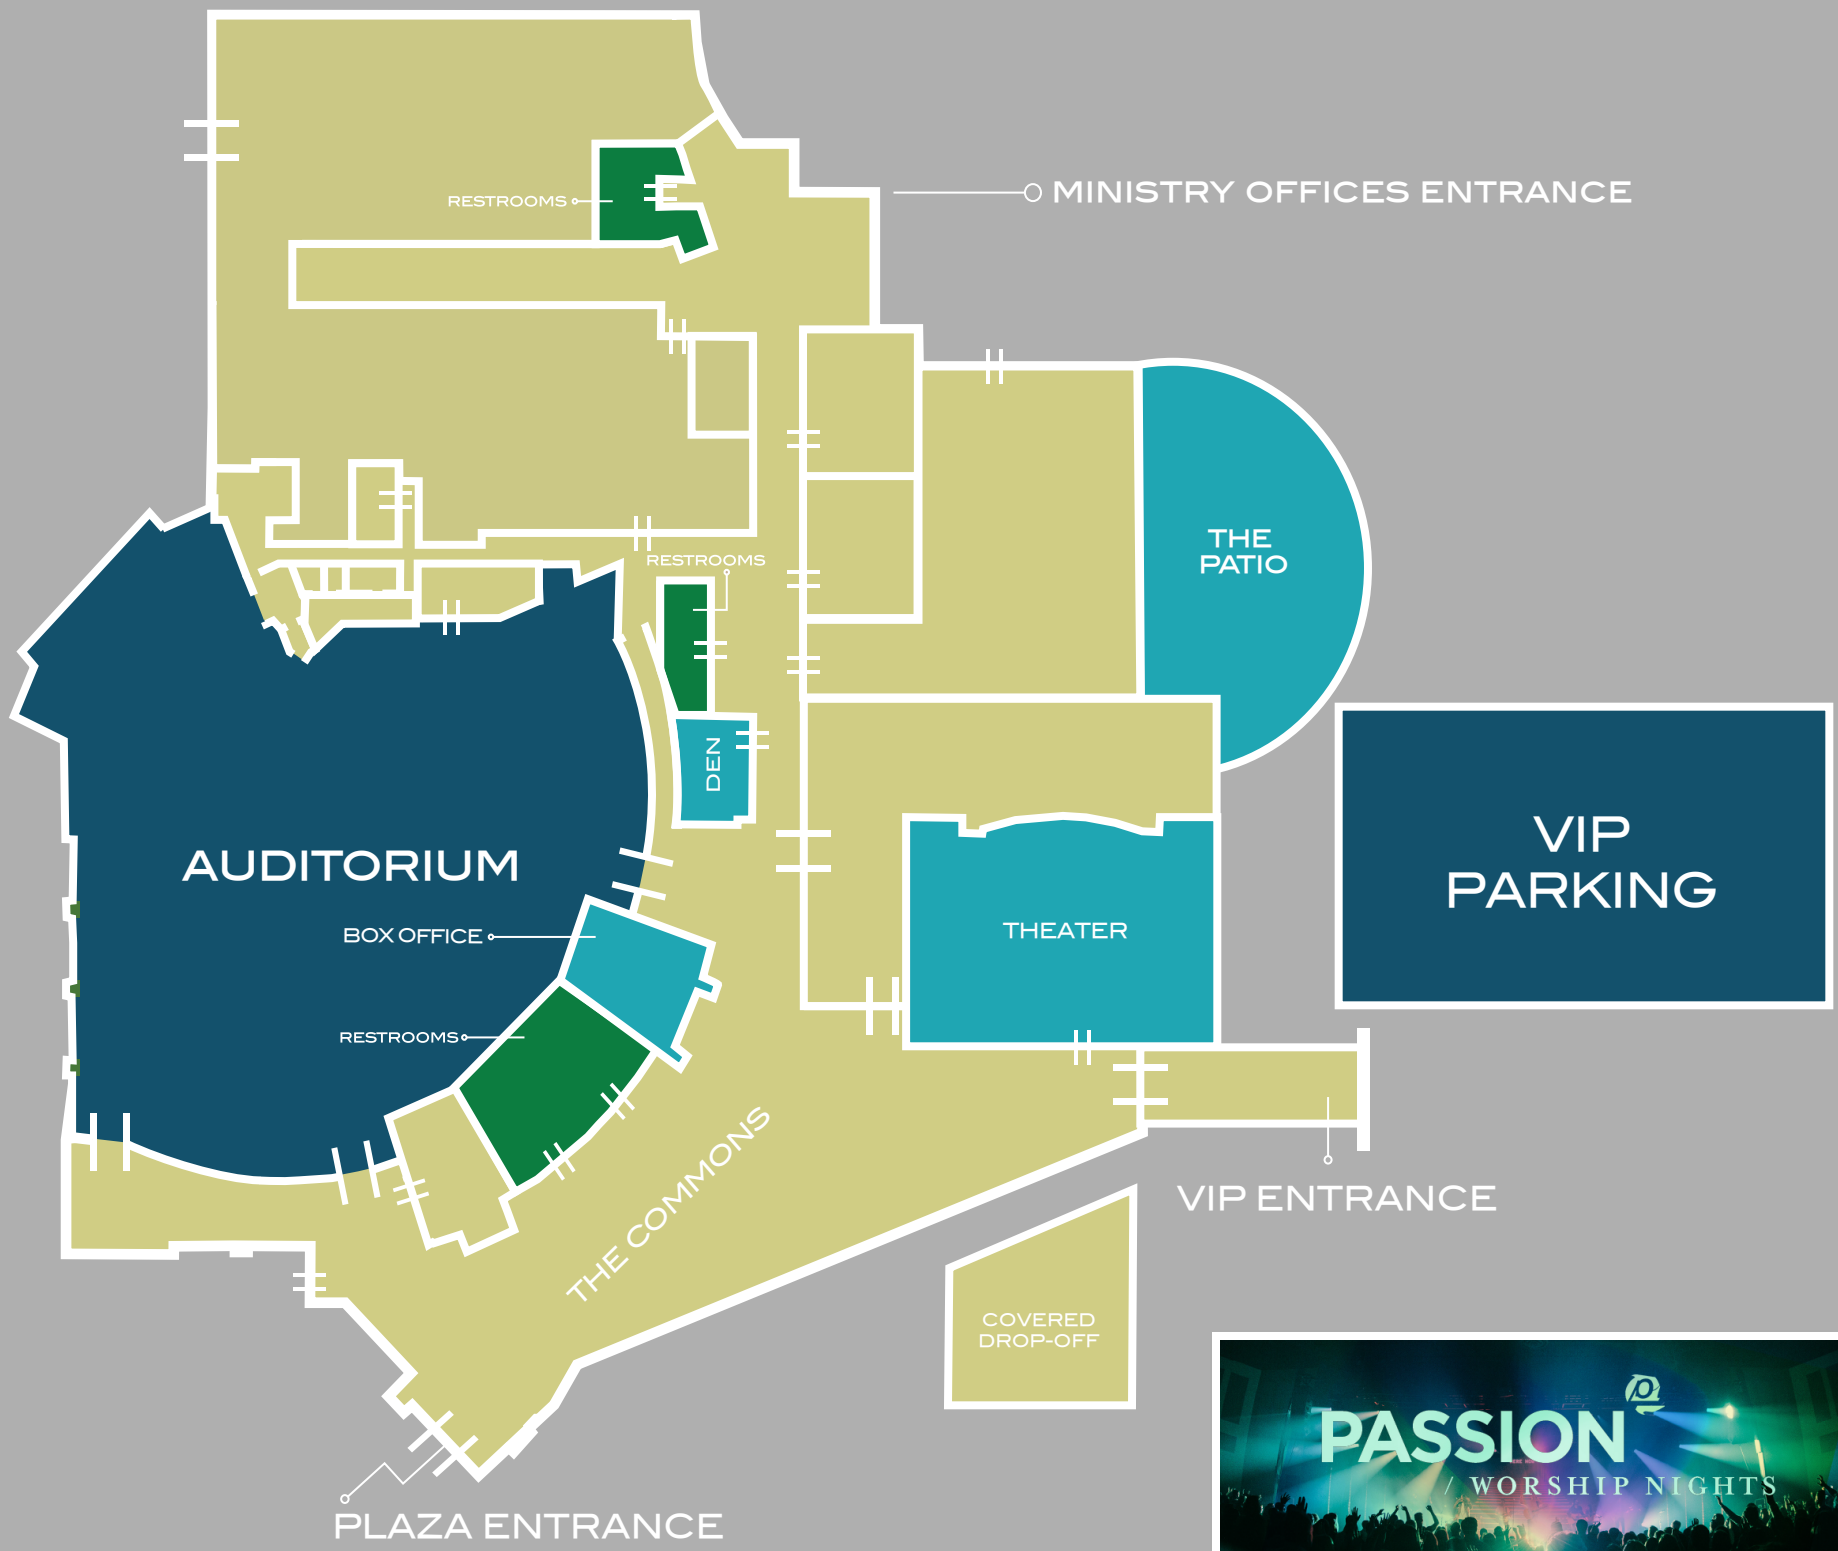 MINISTRY OFFICES ENTRANCE
RESTROOMS
THE
PATIO
RESTROOMS
DEN
AUDITORIUM
VIP
PARKING
THEATER
BOX OFFICE
RESTROOMS
THE COMMONS
VIP ENTRANCE
COVERED
DROP-OFF
PLAZA ENTRANCE
PASSION
/ WORSHIP NIGHTS